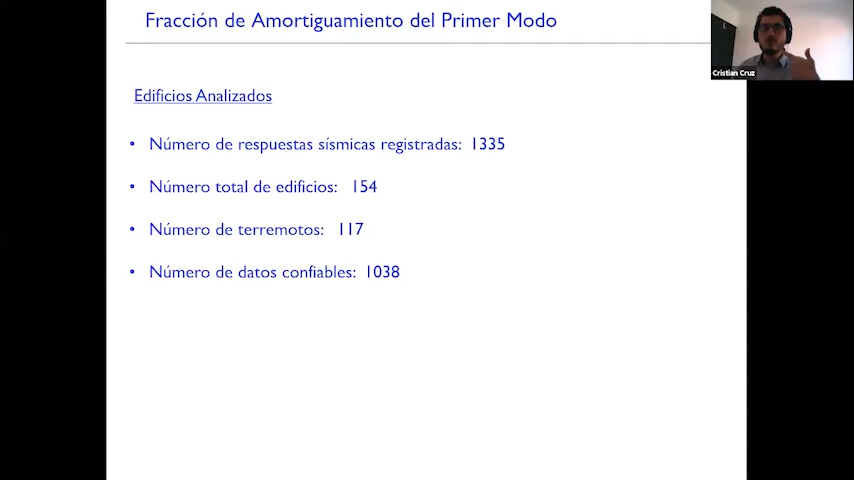 Fracción de Amortiguamiento del Primer Modo
Cristian Cruz
Edificios Analizados
• Número de respuestas sísmicas registradas: 1335
• Número total de edificios: 154
• Número de terremotos: 117
• Número de datos confiables: 1038